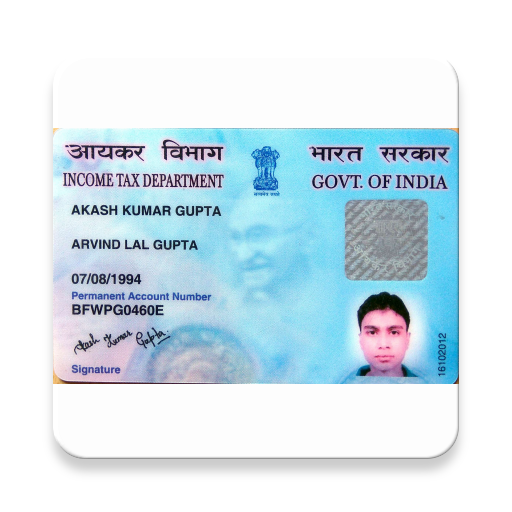 आयकर विभाग
INCOME TAX DEPARTMENT
भारत सरकार
GOVT. OF INDIA
AKASH KUMAR GUPTA
ARVIND LAL GUPTA
07/08/1994
Permanent Account Number
BFWPG0460E
Akash Kumar Gupta.
Signature
16102012